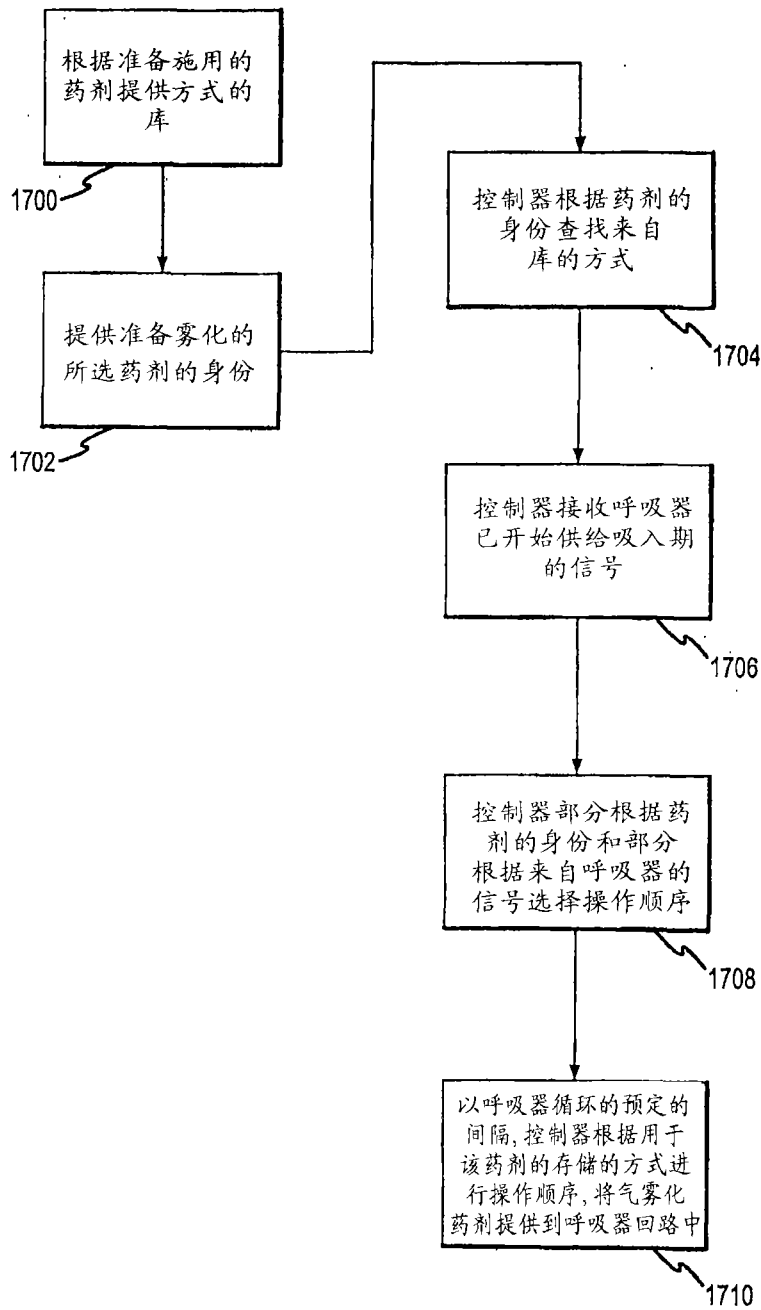 根据准备施用的
药剂提供方式的
库
1700
提供准备雾化的
所选药剂的身份
1702
控制器根据药剂的
身份查找来自
库的方式
1704
控制器接收呼吸器
已开始供给吸入期
的信号
1706
控制器部分根据药
剂的身份和部分
根据来自呼吸器的
信号选择操作顺序
1708
以呼吸器循环的预定的
间隔,控制器根据用于
该药剂的存储的方式进
行操作顺序,将气雾化
药剂提供到呼吸器回路中
1710